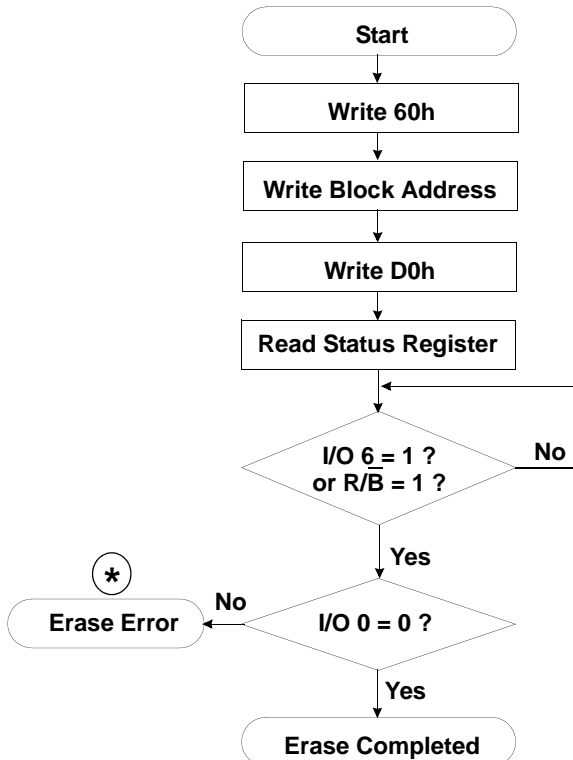 Start
Write 60h
Write Block Address
Write D0h
Read Status Register
I/O 6 = 1 ?
or R/B̅ = 1 ?
No
Yes
*
No
Erase Error
I/O 0 = 0 ?
Yes
Erase Completed